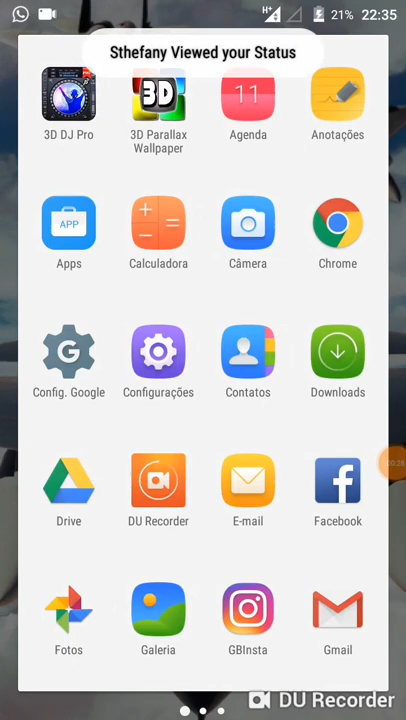 21% 22:35
Sthefany Viewed your Status
3D DJ Pro
3D Parallax
Wallpaper
Agenda
Anotações
Apps
Calculadora
Câmera
Chrome
Config. Google
Configurações
Contatos
Downloads
Drive
DU Recorder
E-mail
Facebook
Fotos
Galeria
GBInsta
Gmail
H+
3D
11
APP
G
00:28
DU Recorder